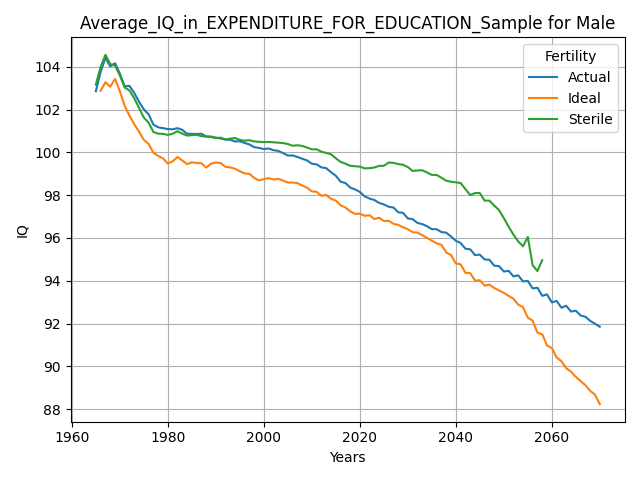 Average_IQ_in_EXPENDITURE_FOR_EDUCATION_Sample for Male
Fertility
Actual
Ideal
Sterile
104
102
100
98
96
94
92
90
88
IQ
1960 1980 2000 2020 2040 2060
Years